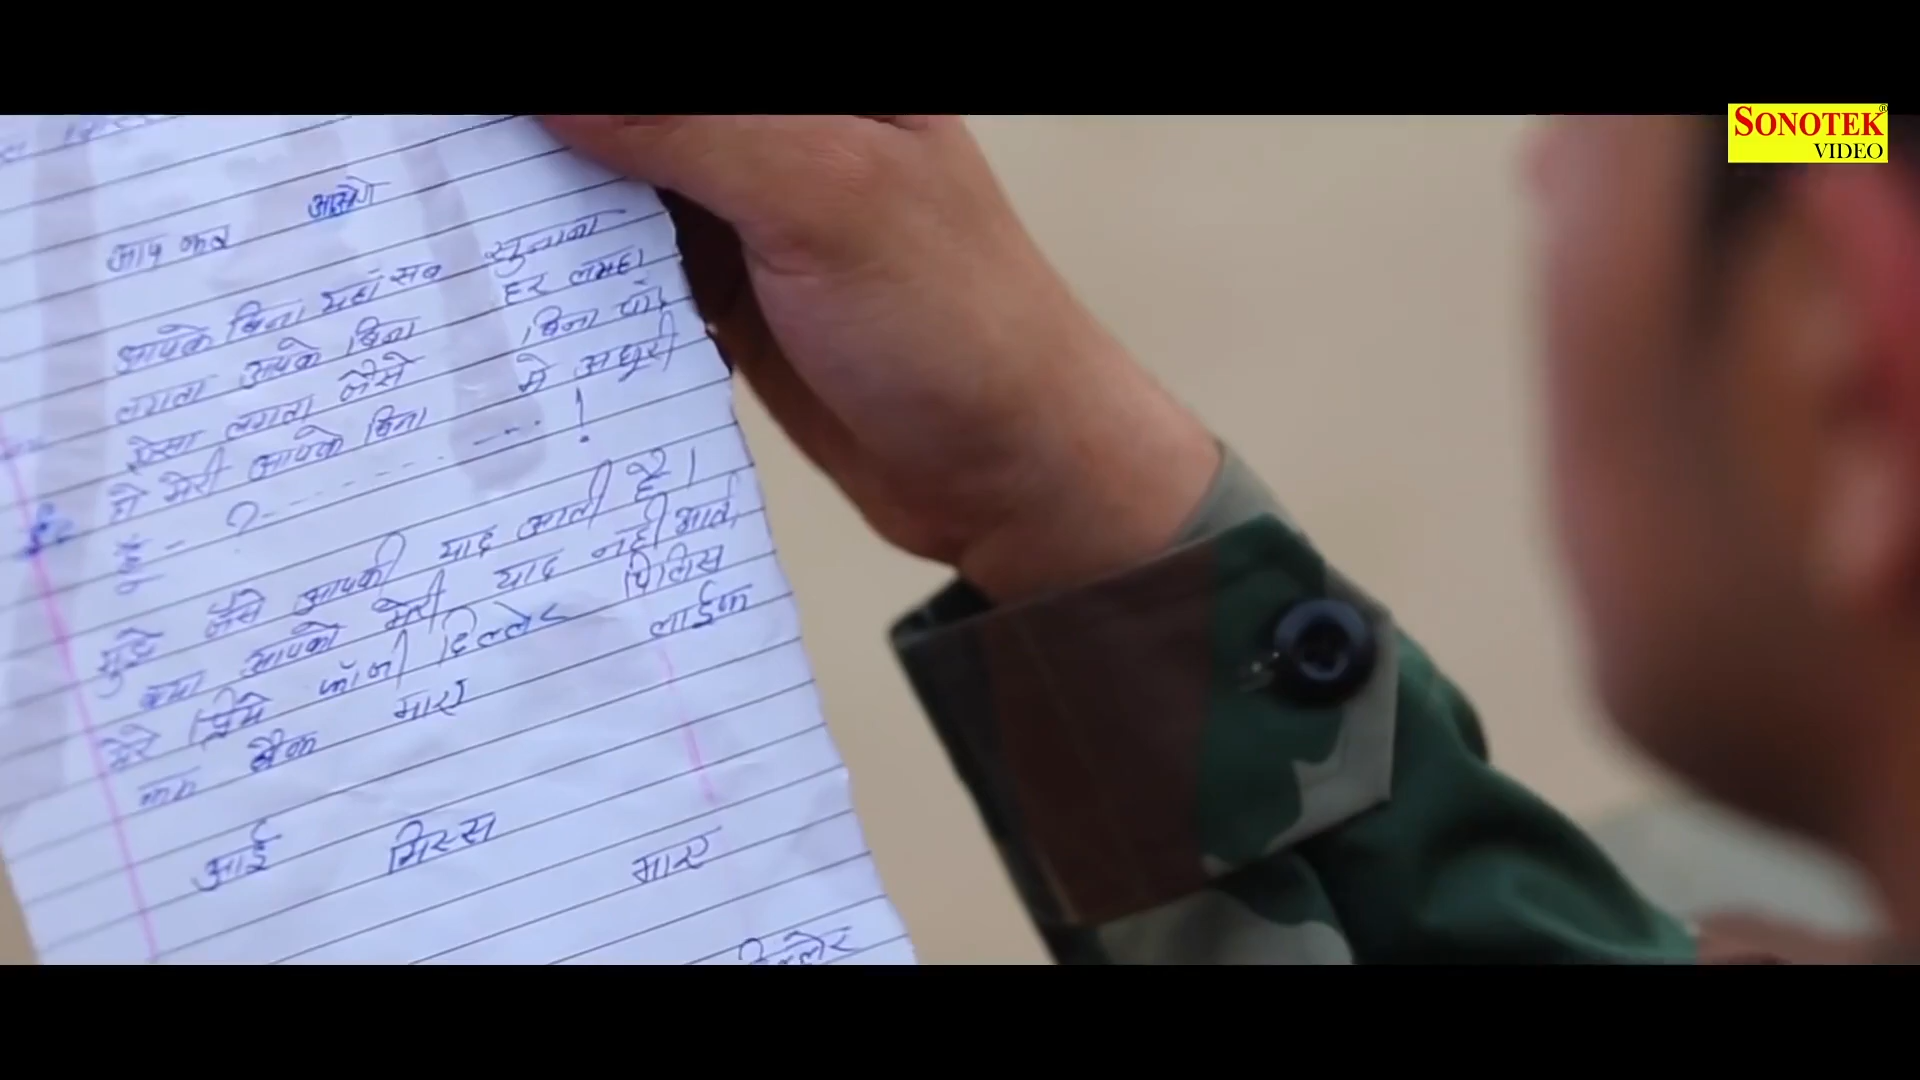 SONOTEK
VIDEO
आप कब आओगे
आपके बिना यहां सब सुनाना
लगता आपके बिना हर लम्हा
ऐसा लगता जैसे बिना
हो मेरी आपके बिना मे अधुरी
हूँ - ?- - - - - - - - - !
मुझे जैसे आपकी याद आती है।
क्या आपको मेरी याद नही आती
मेरे प्रिमे फॉजी दिल्लेर पिलिस
कम बैक मारा लाईफ
आई मिस्स मार
दिल्लेर